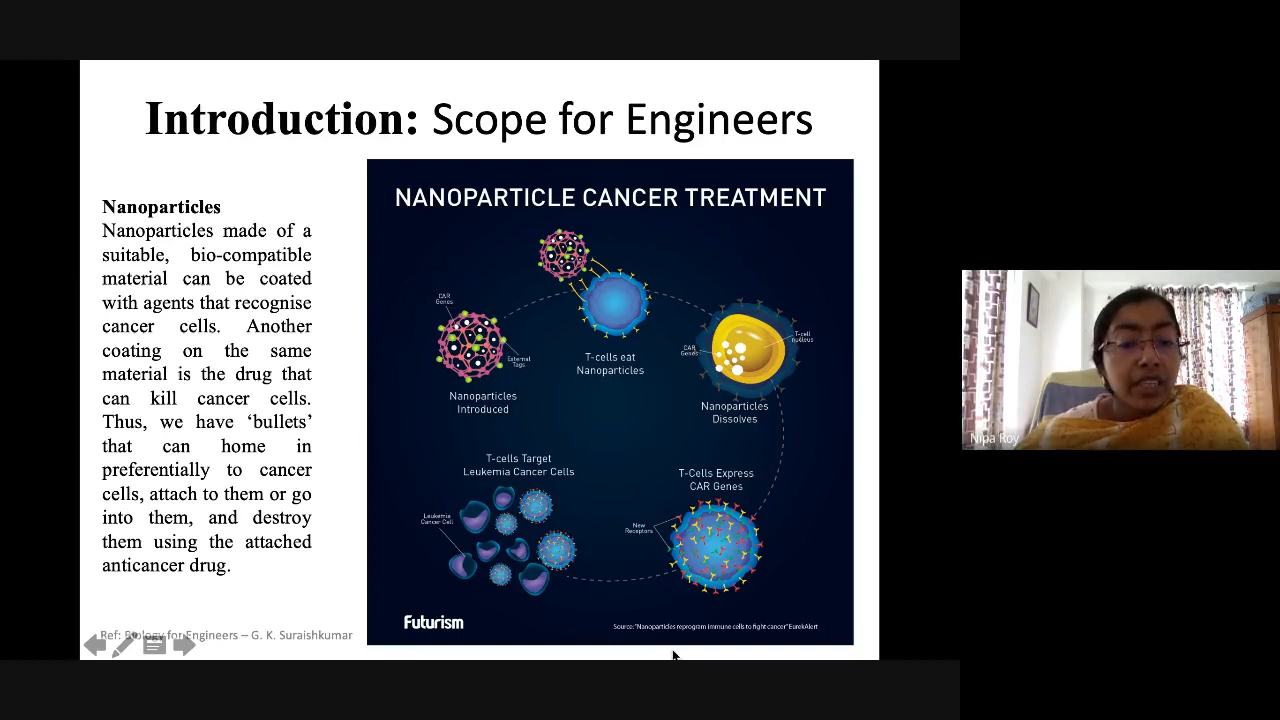 Introduction: Scope for Engineers
Nanoparticles
Nanoparticles made of a
suitable, bio-compatible
material can be coated
with agents that recognise
cancer cells. Another
coating on the same
material is the drug that
can kill cancer cells.
Thus, we have ‘bullets’
that can home in
preferentially to cancer
cells, attach to them or go
into them, and destroy
them using the attached
anticancer drug.
Ref: Biology for Engineers – G. K. Suraishkumar
NANOPARTICLE CANCER TREATMENT
CAR
Genes
External
Tags
Nanoparticles
Introduced
T-cells eat
Nanoparticles
CAR
Genes
T-cell
nucleus
Nanoparticles
Dissolves
T-Cells Express
CAR Genes
New
Receptors
T-cells Target
Leukemia Cancer Cells
Leukemia
Cancer Cell
Futurism
Source: "Nanoparticles reprogram immune cells to fight cancer" EurekAlert
Nipa Roy